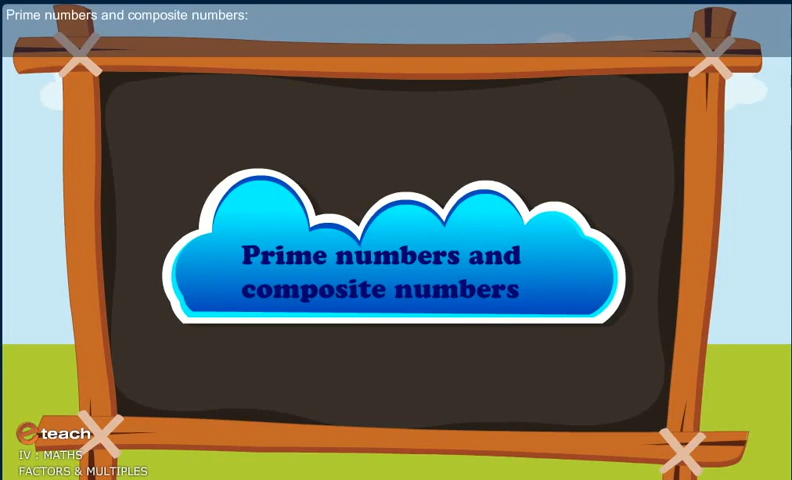 Prime numbers and composite numbers:
Prime numbers and
composite numbers
eteach
IV : MATHS
FACTORS & MULTIPLES